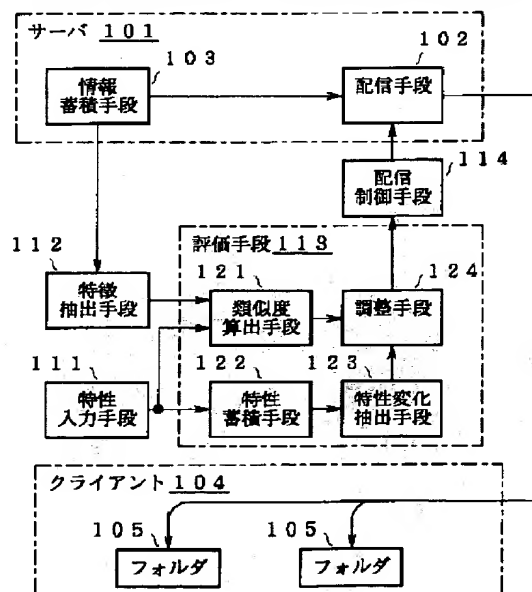 サーバ 101
103
102
情報
蓄積手段
配信手段
114
配信
制御手段
112
評価手段 113
121
124
特徴
抽出手段
類似度
算出手段
調整手段
111
122
123
特性
入力手段
特性
蓄積手段
特性変化
抽出手段
クライアント 104
105
105
フォルダ
フォルダ